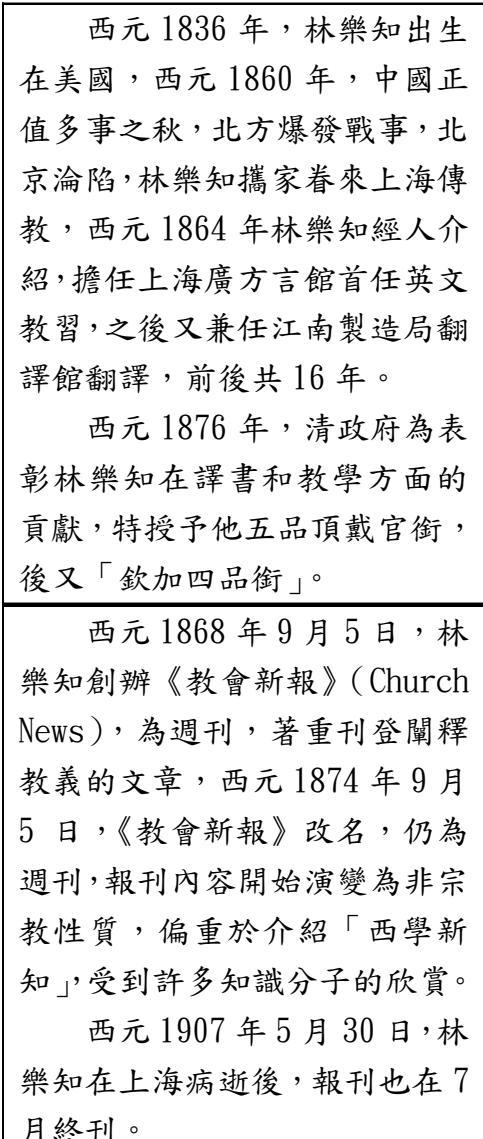 西元 1836 年，林樂知出生
在美國，西元 1860 年，中國正
值多事之秋，北方爆發戰事，北
京淪陷，林樂知攜家眷來上海傳
教，西元 1864 年林樂知經人介
紹，擔任上海廣方言館首任英文
教習，之後又兼任江南製造局翻
譯館翻譯，前後共 16 年。
西元 1876 年，清政府為表
彰林樂知在譯書和教學方面的
貢獻，特授予他五品頂戴官銜，
後又「欽加四品銜」。
西元 1868 年 9 月 5 日，林
樂知創辦《教會新報》（Church
News），為週刊，著重刊登闡釋
教義的文章，西元 1874 年 9 月
5 日，《教會新報》改名，仍為
週刊，報刊內容開始演變為非宗
教性質，偏重於介紹「西學新
知」，受到許多知識分子的欣賞。
西元 1907 年 5 月 30 日，林
樂知在上海病逝後，報刊也在 7
月終刊。